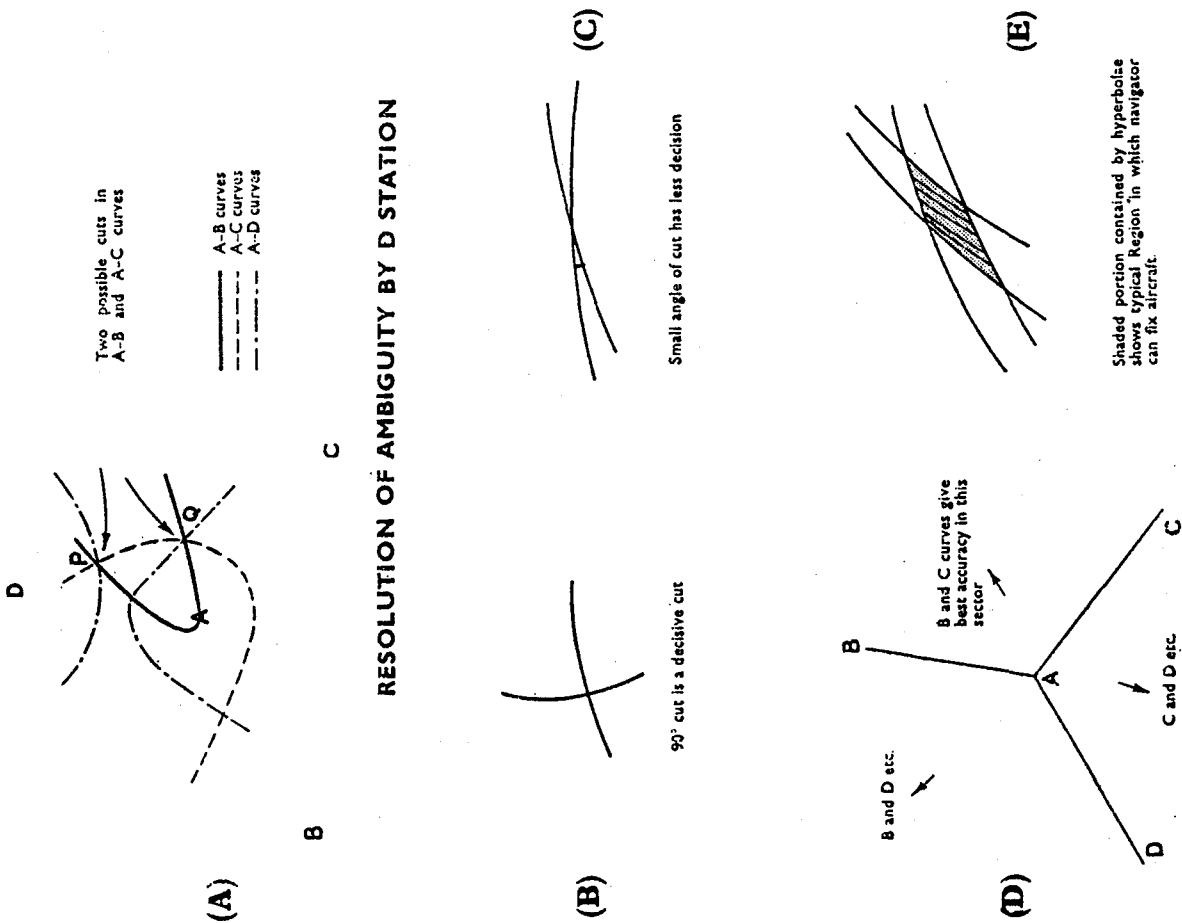 (A)
D
P
Q
A
B
C
Two possible cuts in
A-B and A-C curves
A-B curves
A-C curves
A-D curves
RESOLUTION OF AMBIGUITY BY D STATION
(B)
90° cut is a decisive cut
(C)
Small angle of cut has less decision
(D)
B and D etc.
B
B and C curves give
best accuracy in this
sector
A
D
C
C and D etc.
(E)
Shaded portion contained by hyperbolae
shows typical Region in which navigator
can fix aircraft.